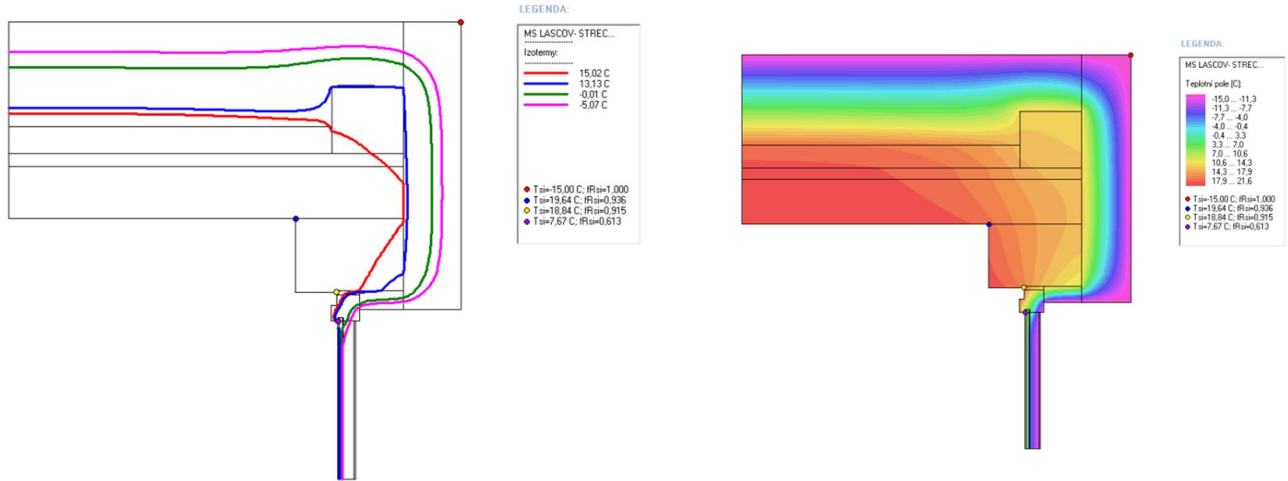 LEGENDA:
MS LASCOV- STREC...
Izotermy:
15,02 C
13,13 C
-0,01 C
-5,07 C
Tsi=-15,00 C; fRsi=1,000
Tsi=19,64 C; fRsi=0,936
Tsi=18,84 C; fRsi=0,915
Tsi=7,67 C; fRsi=0,613
LEGENDA:
MS LASCOV- STREC...
Teplotní pole [C]:
-15,0 ... -11,3
-11,3 ... -7,7
-7,7 ... -4,0
-4,0 ... -0,4
-0,4 ... 3,3
3,3 ... 7,0
7,0 ... 10,6
10,6 ... 14,3
14,3 ... 17,9
17,9 ... 21,6
Tsi=-15,00 C; fRsi=1,000
Tsi=19,64 C; fRsi=0,936
Tsi=18,84 C; fRsi=0,915
Tsi=7,67 C; fRsi=0,613